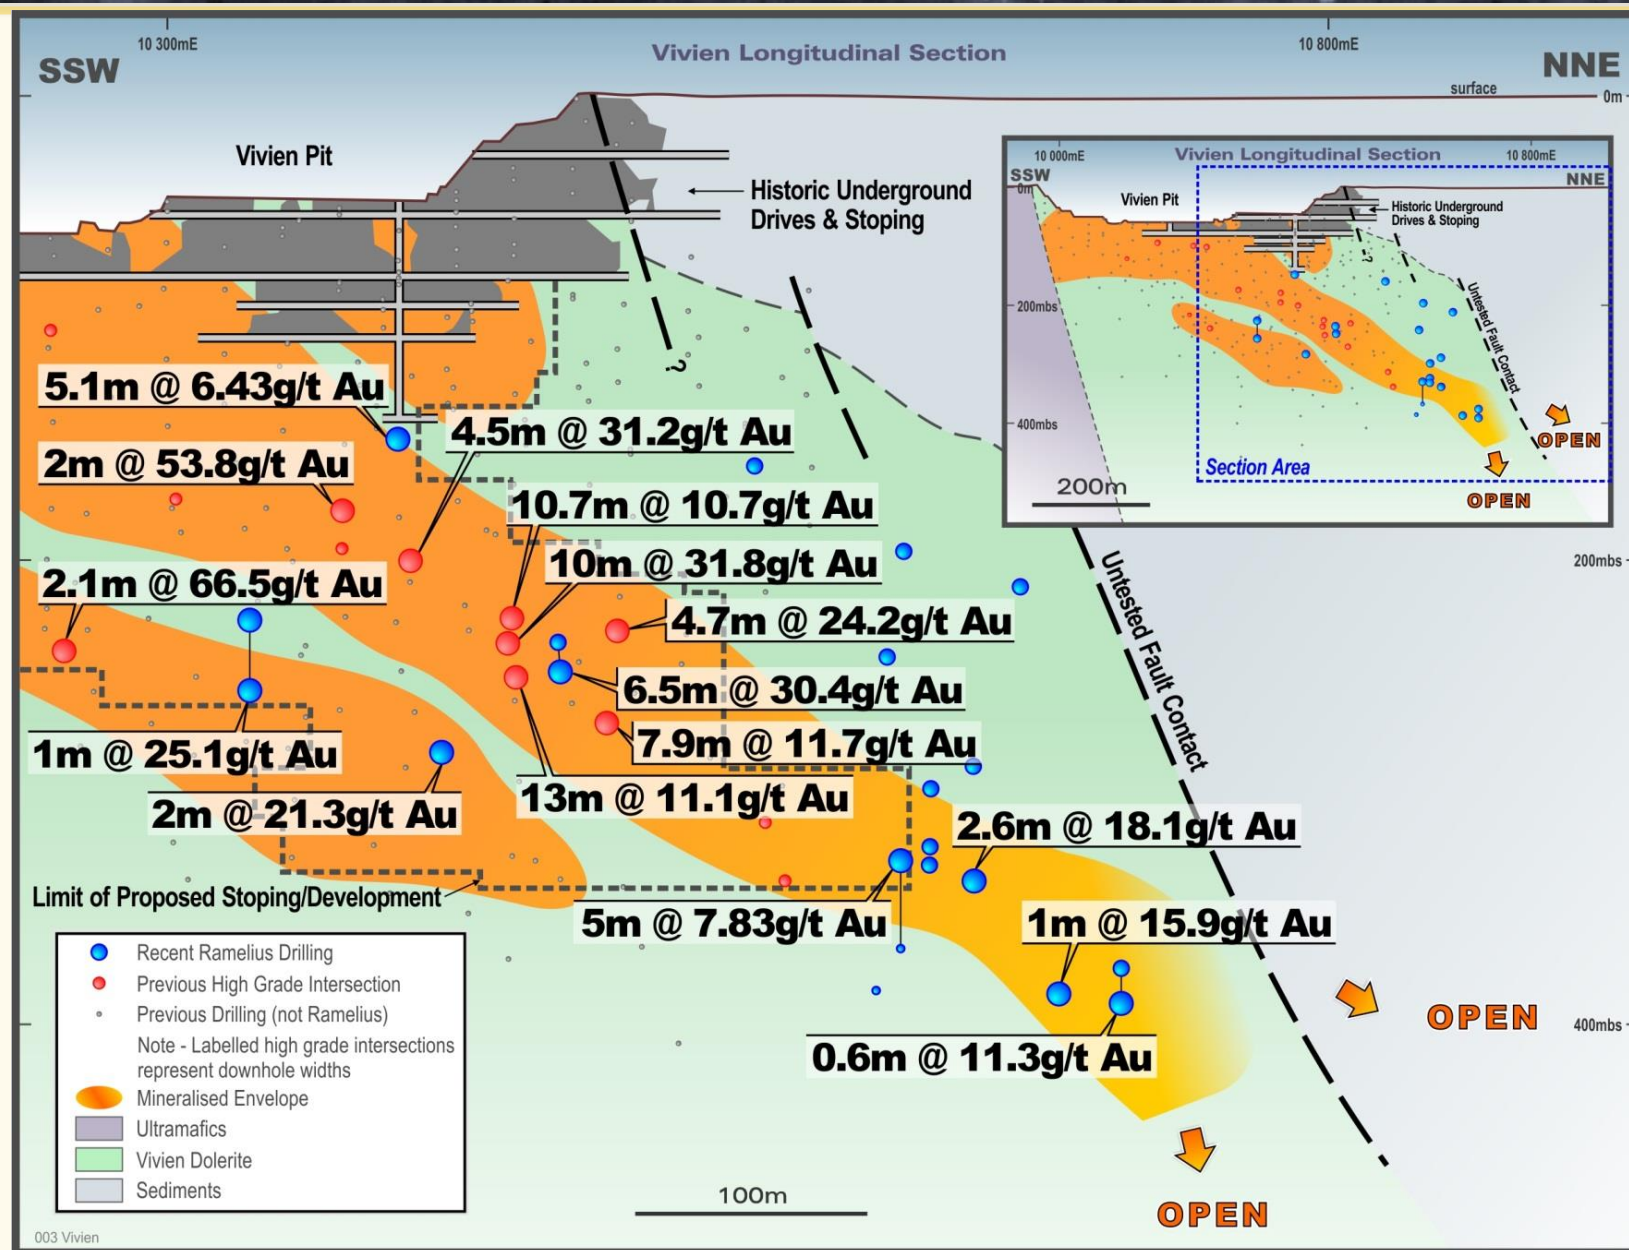 10 300mE
Vivien Longitudinal Section
10 800mE
SSW
NNE
surface
0m
Vivien Pit
Historic Underground
Drives & Stoping
10 000mE
Vivien Longitudinal Section
10 800mE
SSW
NNE
0m
Vivien Pit
Historic Underground
Drives & Stoping
?
200mbs
Untested Fault Contact
400mbs
OPEN
Section Area
OPEN
200m
?
5.1m @ 6.43g/t Au
4.5m @ 31.2g/t Au
2m @ 53.8g/t Au
10.7m @ 10.7g/t Au
10m @ 31.8g/t Au
200mbs
2.1m @ 66.5g/t Au
4.7m @ 24.2g/t Au
Untested Fault Contact
6.5m @ 30.4g/t Au
7.9m @ 11.7g/t Au
1m @ 25.1g/t Au
13m @ 11.1g/t Au
2m @ 21.3g/t Au
2.6m @ 18.1g/t Au
Limit of Proposed Stoping/Development
5m @ 7.83g/t Au
1m @ 15.9g/t Au
0.6m @ 11.3g/t Au
OPEN
400mbs
Recent Ramelius Drilling
Previous High Grade Intersection
Previous Drilling (not Ramelius)
Note - Labelled high grade intersections
represent downhole widths
Mineralised Envelope
Ultramafics
Vivien Dolerite
Sediments
100m
OPEN
003 Vivien